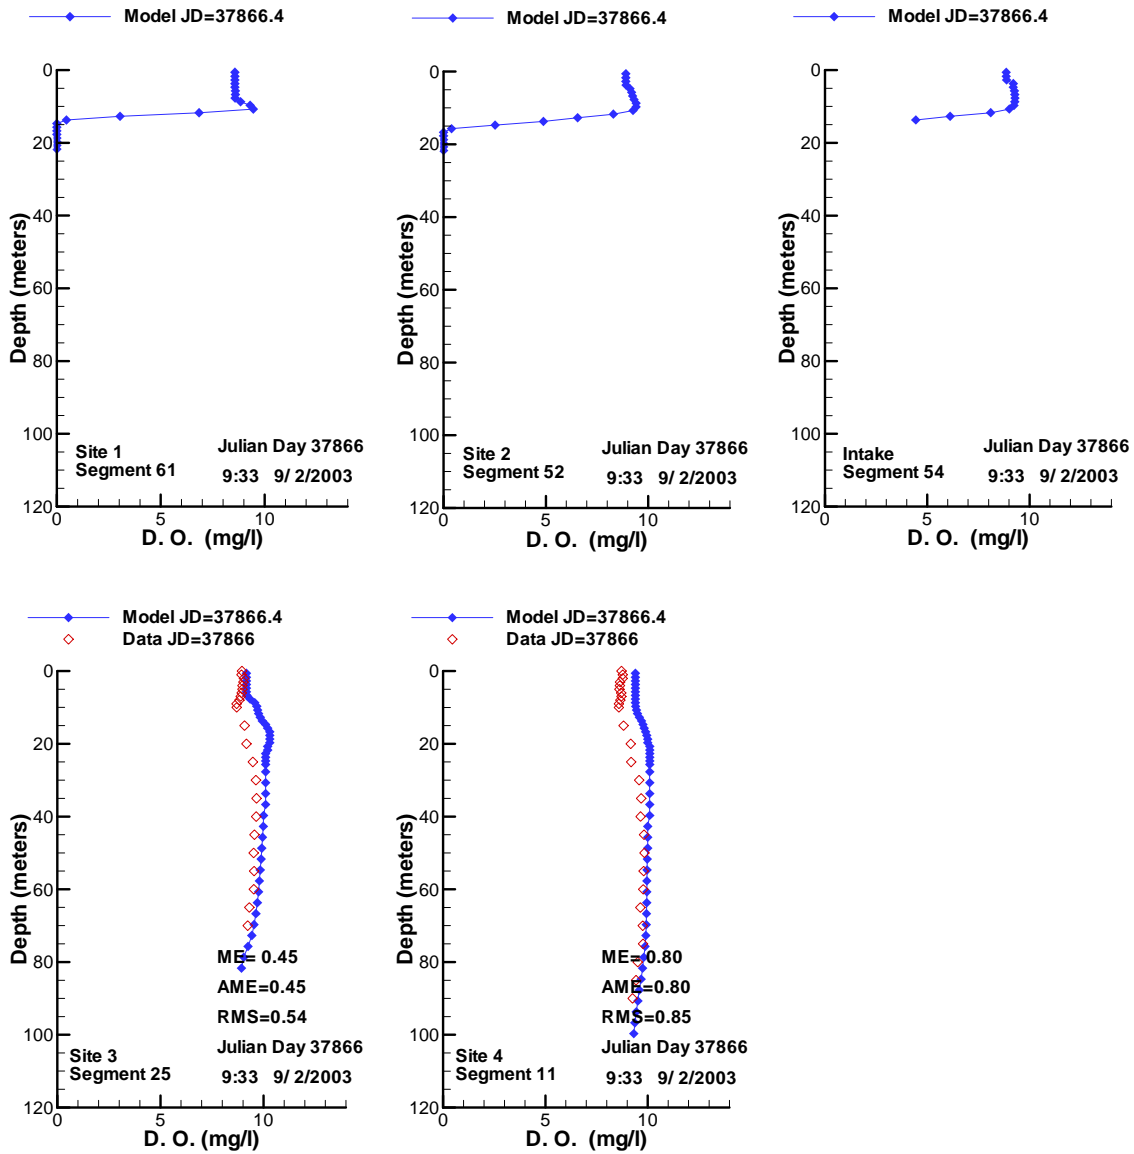 Model JD=37866.4
0
20
40
60
80
100
120
Depth (meters)
Site 1
Segment 61
Julian Day 37866
9:33 9/ 2/2003
0 5 10
D. O. (mg/l)
Model JD=37866.4
0
20
40
60
80
100
120
Depth (meters)
Site 2
Segment 52
Julian Day 37866
9:33 9/ 2/2003
0 5 10
D. O. (mg/l)
Model JD=37866.4
0
20
40
60
80
100
120
Depth (meters)
Intake
Segment 54
Julian Day 37866
9:33 9/ 2/2003
0 5 10
D. O. (mg/l)
Model JD=37866.4
Data JD=37866
0
20
40
60
80
100
120
Depth (meters)
ME= 0.45
AME=0.45
RMS=0.54
Site 3
Segment 25
Julian Day 37866
9:33 9/ 2/2003
0 5 10
D. O. (mg/l)
Model JD=37866.4
Data JD=37866
0
20
40
60
80
100
120
Depth (meters)
ME= 0.80
AME=0.80
RMS=0.85
Site 4
Segment 11
Julian Day 37866
9:33 9/ 2/2003
0 5 10
D. O. (mg/l)